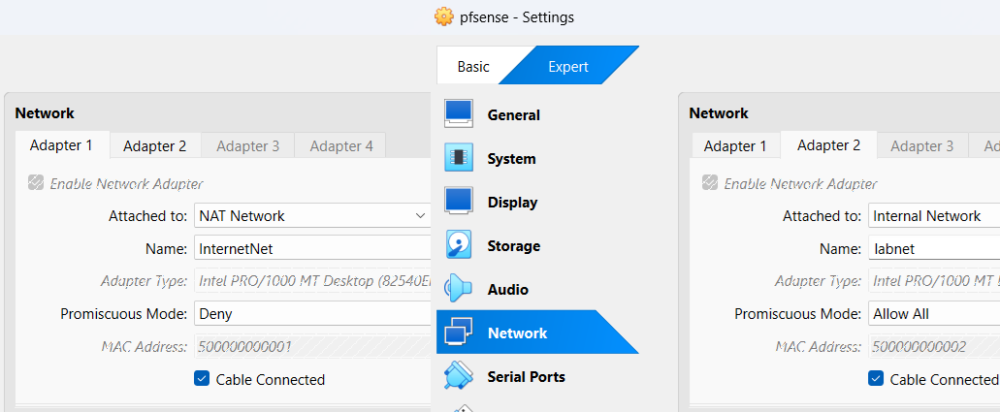 pfsense - Settings
Basic Expert
Network
Adapter 1 Adapter 2 Adapter 3 Adapter 4
Enable Network Adapter
Attached to: NAT Network
Name: InternetNet
Adapter Type: Intel PRO/1000 MT Desktop (82540E
Promiscuous Mode: Deny
MAC Address: 500000000001
Cable Connected
General
System
Display
Storage
Audio
Network
Serial Ports
Network
Adapter 1 Adapter 2 Adapter 3 Ad
Enable Network Adapter
Attached to: Internal Network
Name: labnet
Adapter Type: Intel PRO/1000 MT
Promiscuous Mode: Allow All
MAC Address: 500000000002
Cable Connected